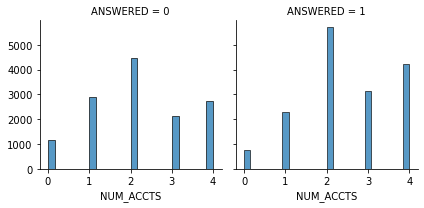 ANSWERED = 0
ANSWERED = 1
5000
4000
3000
2000
1000
0
0 1 2 3 4
0 1 2 3 4
NUM_ACCTS
NUM_ACCTS